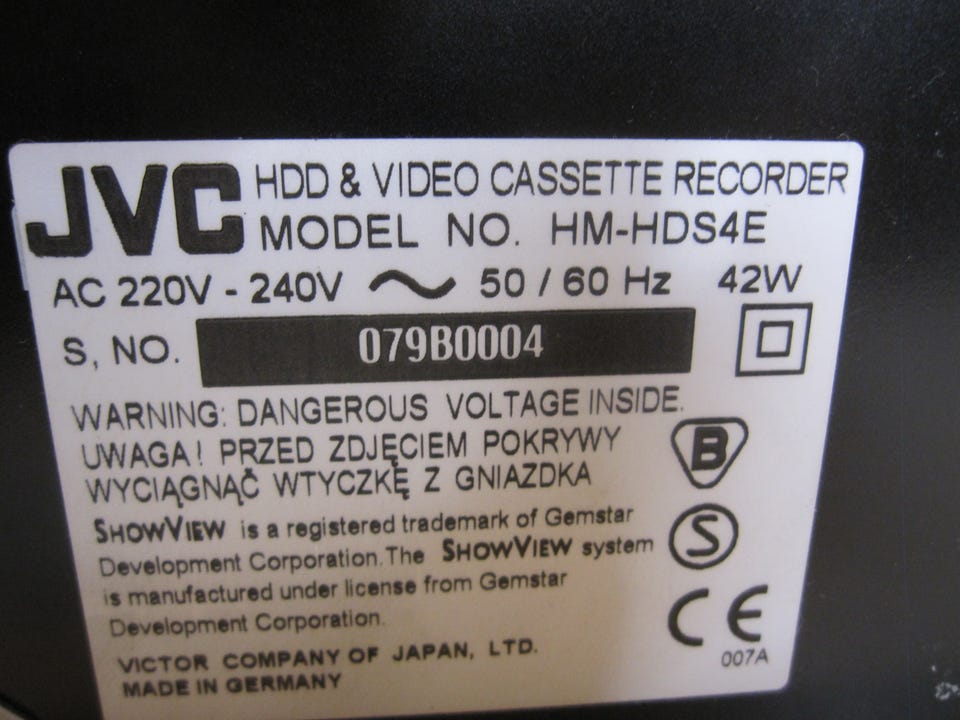 JVC HDD & VIDEO CASSETTE RECORDER
MODEL NO. HM-HDS4E
AC 220V - 240V ~ 50 / 60 Hz 42W
S, NO. 079B0004
WARNING: DANGEROUS VOLTAGE INSIDE.
UWAGA! PRZED ZDJĘCIEM POKRYWY
WYCIĄGNĄĆ WTYCZKĘ Z GNIAZDKA
B
SHOWVIEW is a registered trademark of Gemstar
Development Corporation. The SHOWVIEW system
is manufactured under license from Gemstar
Development Corporation.
S
CE
007A
VICTOR COMPANY OF JAPAN, LTD.
MADE IN GERMANY